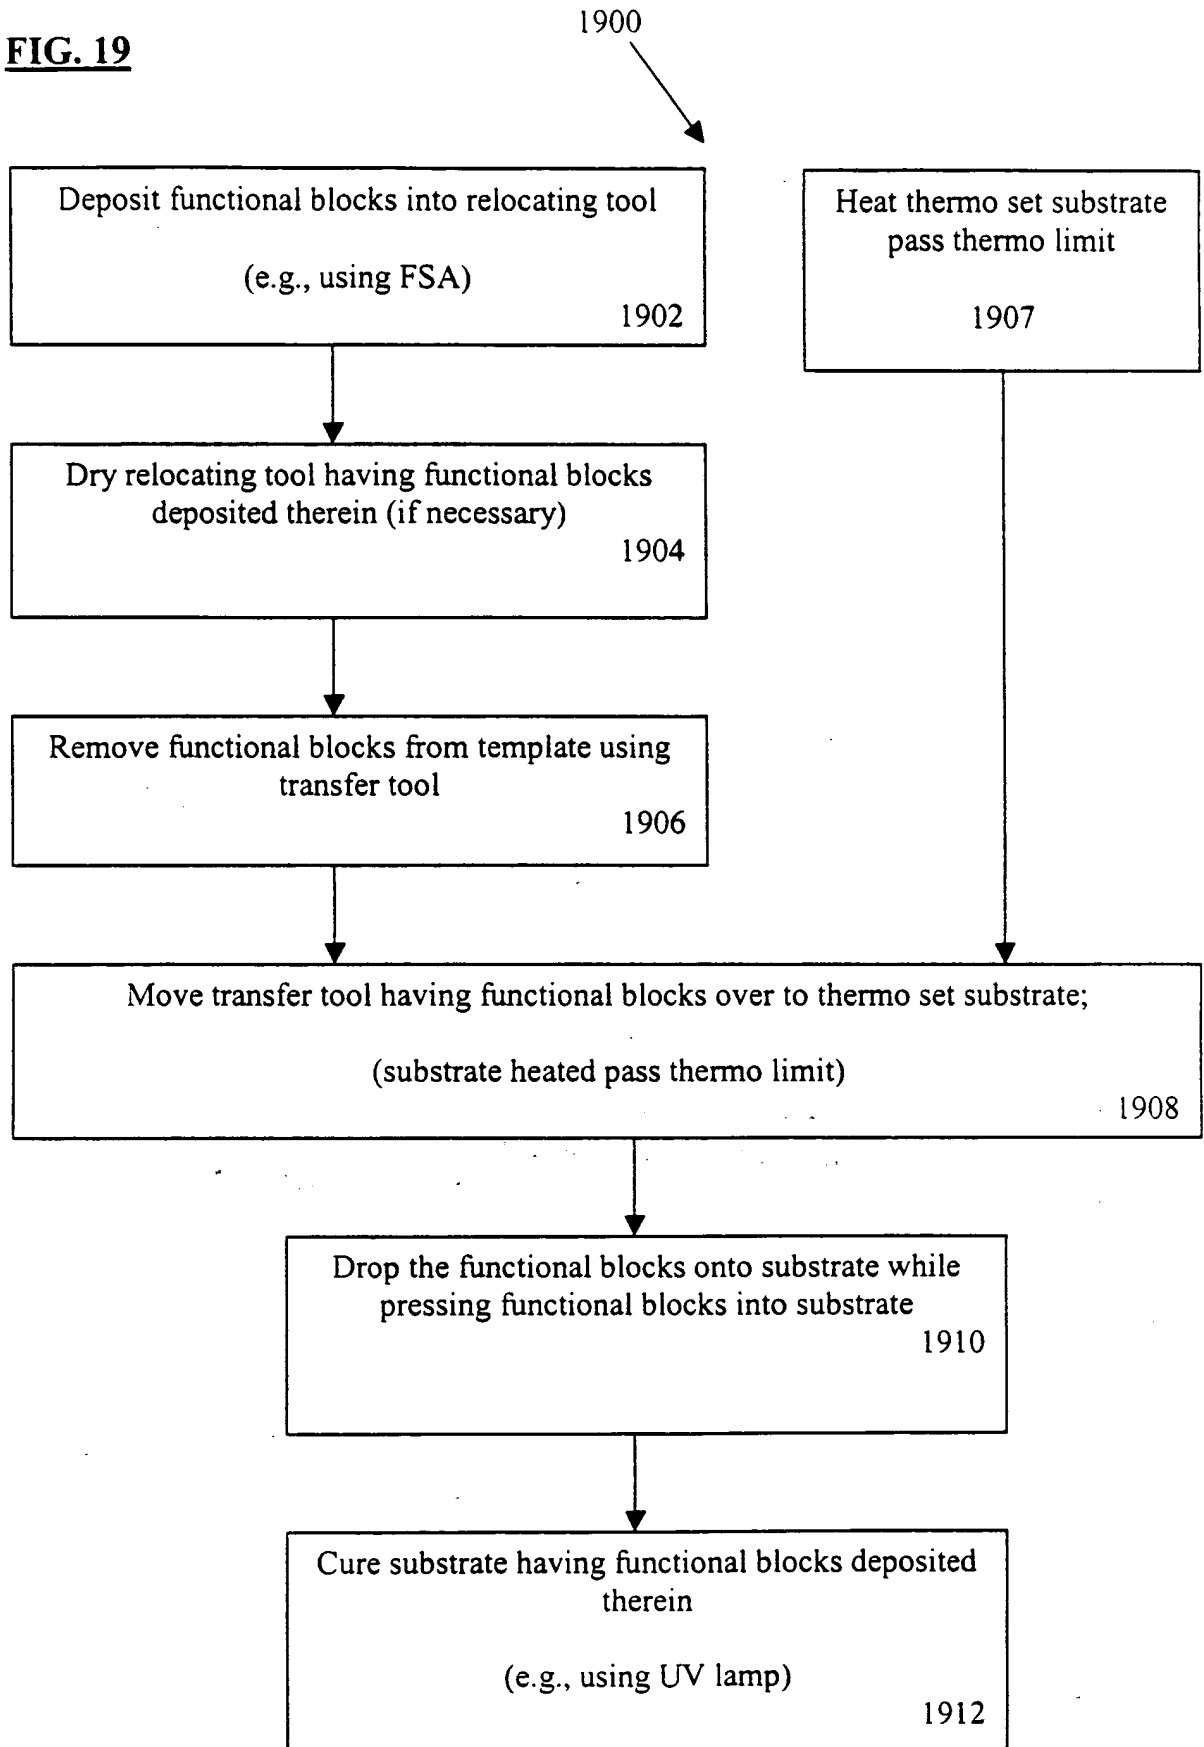 FIG. 19
1900
Deposit functional blocks into relocating tool
(e.g., using FSA)
1902
Heat thermo set substrate
pass thermo limit
1907
Dry relocating tool having functional blocks
deposited therein (if necessary)
1904
Remove functional blocks from template using
transfer tool
1906
Move transfer tool having functional blocks over to thermo set substrate;
(substrate heated pass thermo limit)
1908
Drop the functional blocks onto substrate while
pressing functional blocks into substrate
1910
Cure substrate having functional blocks deposited
therein
(e.g., using UV lamp)
1912